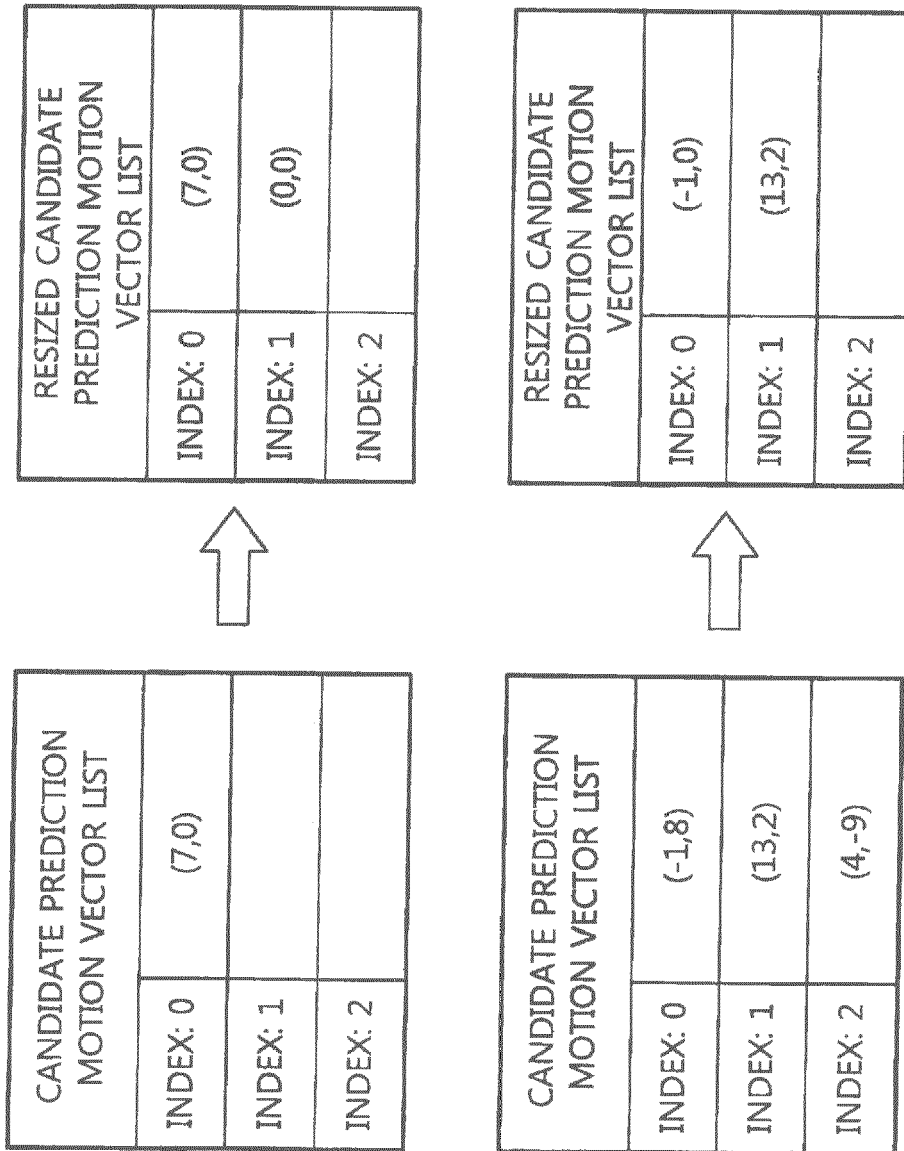 CANDIDATE PREDICTION
MOTION VECTOR LIST
INDEX: 0 (7,0)
INDEX: 1
INDEX: 2
RESIZED CANDIDATE
PREDICTION MOTION
VECTOR LIST
INDEX: 0 (7,0)
INDEX: 1 (0,0)
INDEX: 2
CANDIDATE PREDICTION
MOTION VECTOR LIST
INDEX: 0 (-1,8)
INDEX: 1 (13,2)
INDEX: 2 (4,-9)
RESIZED CANDIDATE
PREDICTION MOTION
VECTOR LIST
INDEX: 0 (-1,0)
INDEX: 1 (13,2)
INDEX: 2